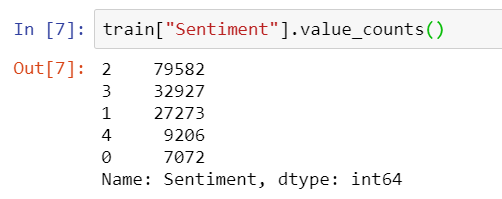 In [7]: train["Sentiment"].value_counts()
Out[7]: 2    79582
3    32927
1    27273
4     9206
0     7072
Name: Sentiment, dtype: int64